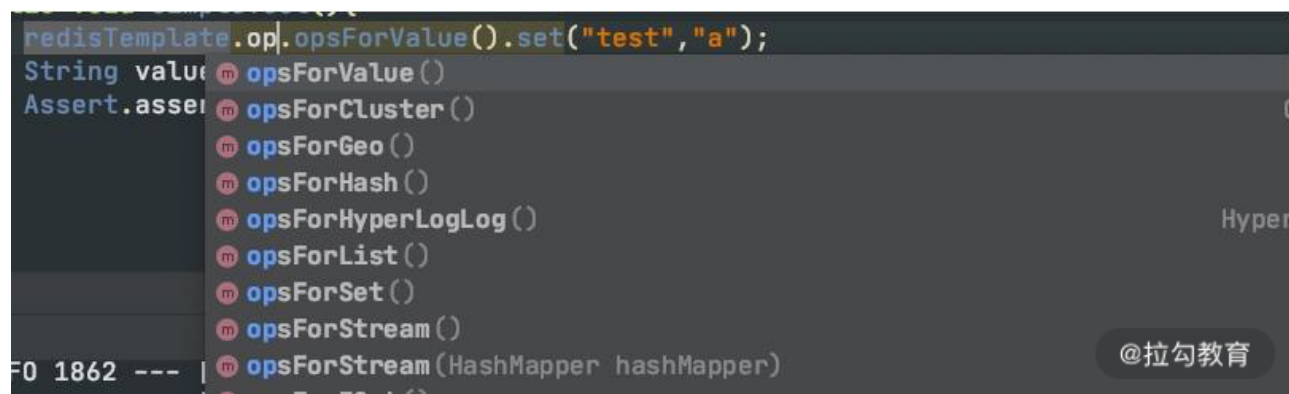 redisTemplate.op.opsForValue().set("test","a");
String value
Assert.asser
opsForValue()
opsForCluster()
opsForGeo()
opsForHash()
opsForHyperLogLog()
Hyper
opsForList()
opsForSet()
opsForStream()
opsForStream(HashMapper hashMapper)
FO 1862 ---
@拉勾教育